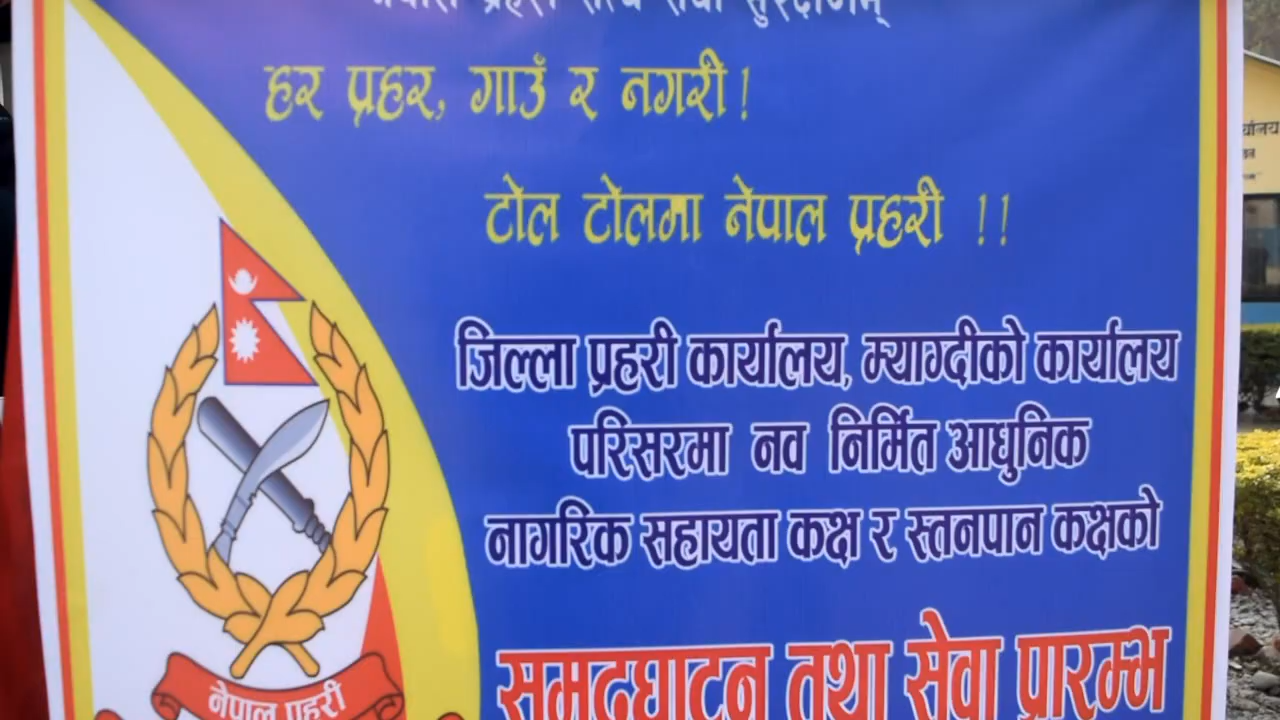 हर प्रहर, गाउँ र नगरी!
टोल टोलमा नेपाल प्रहरी !!
जिल्ला प्रहरी कार्यालय, म्याग्दीको कार्यालय
परिसरमा नव निर्मित आधुनिक
नागरिक सहायता कक्ष र स्तनपान कक्षको
समुदघाटन तथा सेवा प्रारम्भ
नेपाल प्रहरी